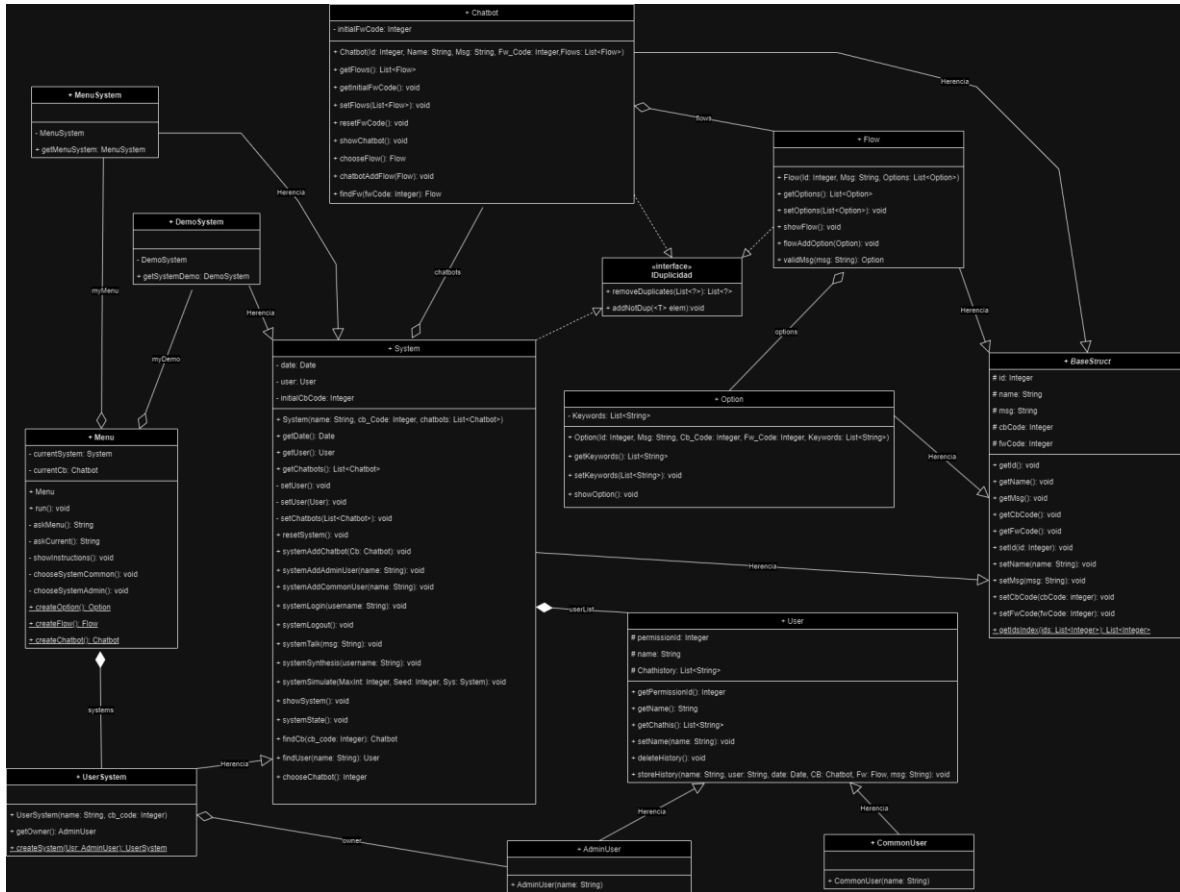 + Chatbot
- initialFwCode: Integer
+ Chatbot(Id: Integer, Name: String, Msg: String, Fw_Code: Integer,Flows: List<Flow>)
+ getFlows(): List<Flow>
+ getInitialFwCode(): void
+ setFlows(List<Flow>): void
+ resetFwCode(): void
+ showChatbot(): void
+ chooseFlow(): Flow
+ chatbotAddFlow(Flow): void
+ findFw(fwCode: Integer): Flow
+ MenuSystem
- MenuSystem
+ getMenuSystem: MenuSystem
+ DemoSystem
- DemoSystem
+ getSystemDemo: DemoSystem
Herencia
Herencia
Herencia
flows
chatbots
myMenu
myDemo
+ Flow
+ Flow(Id: Integer, Msg: String, Options: List<Option>)
+ getOptions(): List<Option>
+ setOptions(List<Option>): void
+ showFlow(): void
+ flowAddOption(Option): void
+ validMsg(msg: String): Option
«interface»
IDuplicidad
+ removeDuplicates(List<?>): List<?>
+ addNotDup(<T> elem):void
Herencia
options
+ System
- date: Date
- user: User
- initialCbCode: Integer
+ System(name: String, cb_Code: Integer, chatbots: List<Chatbot>)
+ getDate(): Date
+ getUser(): User
+ getChatbots(): List<Chatbot>
- setUser(): void
- setUser(User): void
- setChatbots(List<Chatbot>): void
+ resetSystem(): void
+ systemAddChatbot(Cb: Chatbot): void
+ systemAddAdminUser(name: String): void
+ systemAddCommonUser(name: String): void
+ systemLogin(username: String): void
+ systemLogout(): void
+ systemTalk(msg: String): void
+ systemSynthesis(username: String): void
+ systemSimulate(MaxInt: Integer, Seed: Integer, Sys: System): void
+ showSystem(): void
+ systemState(): void
+ findCb(cb_code: Integer): Chatbot
+ findUser(name: String): User
+ chooseChatbot(): Integer
+ Option
- Keywords: List<String>
+ Option(Id: Integer, Msg: String, Cb_Code: Integer, Fw_Code: Integer, Keywords: List<String>)
+ getKeywords(): List<String>
+ setKeywords(List<String>): void
+ showOption(): void
Herencia
+ BaseStruct
# id: Integer
# name: String
# msg: String
# cbCode: Integer
# fwCode: Integer
+ getId(): void
+ getName(): void
+ getMsg(): void
+ getCbCode(): void
+ getFwCode(): void
+ setId(id: Integer): void
+ setName(name: String): void
+ setMsg(msg: String): void
+ setCbCode(cbCode: integer): void
+ setFwCode(fwCode: Integer): void
+ getIdsIndex(ids: List<Integer>): List<Integer>
Herencia
+ Menu
- currentSystem: System
- currentCb: Chatbot
+ Menu
+ run(): void
- askMenu(): String
- askCurrent(): String
- showInstructions(): void
- chooseSystemCommon(): void
- chooseSystemAdmin(): void
+ createOption(): Option
+ createFlow(): Flow
+ createChatbot(): Chatbot
systems
userList
+ User
# permissionId: Integer
# name: String
# Chathistory: List<String>
+ getPermissionId(): Integer
+ getName(): String
+ getChathis(): List<String>
+ setName(name: String): void
+ deleteHistory(): void
+ storeHistory(name: String, user: String, date: Date, CB: Chatbot, Fw: Flow, msg: String): void
Herencia
+ UserSystem
+ UserSystem(name: String, cb_code: Integer)
+ getOwner(): AdminUser
+ createSystem(Usr: AdminUser): UserSystem
owner
Herencia
Herencia
+ AdminUser
+ AdminUser(name: String)
+ CommonUser
+ CommonUser(name: String)